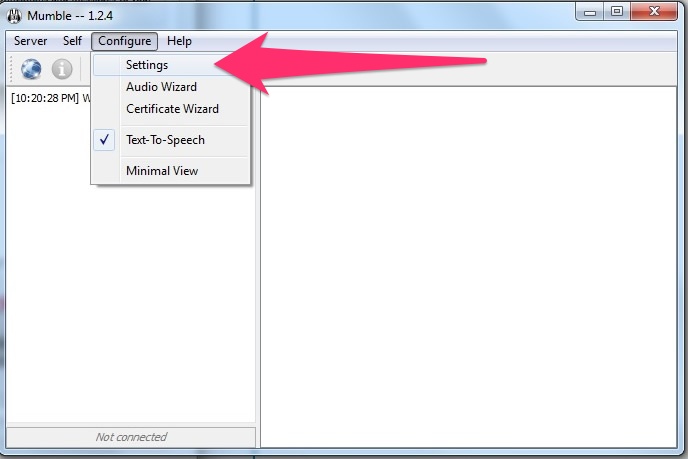 Mumble -- 1.2.4
Server Self Configure Help
Settings
Audio Wizard
[10:20:28 PM] W
Certificate Wizard
Text-To-Speech
Minimal View
Not connected